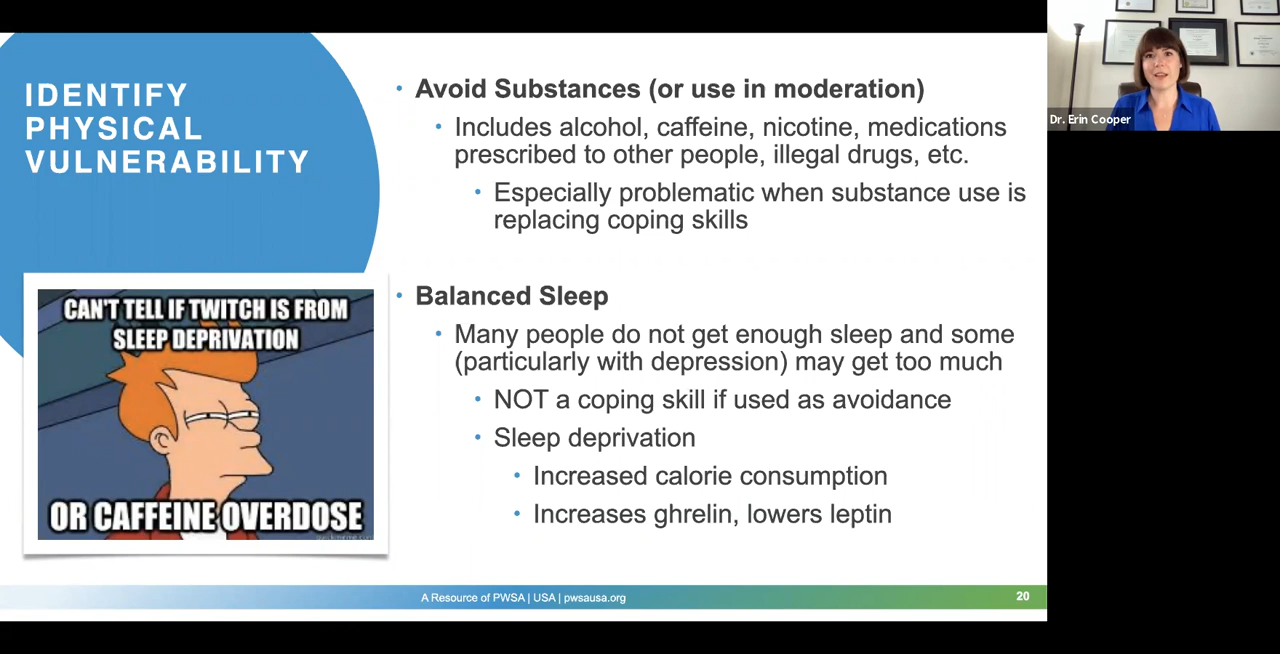 IDENTIFY
PHYSICAL
VULNERABILITY
• Avoid Substances (or use in moderation)
• Includes alcohol, caffeine, nicotine, medications
prescribed to other people, illegal drugs, etc.
• Especially problematic when substance use is
replacing coping skills
• Balanced Sleep
• Many people do not get enough sleep and some
(particularly with depression) may get too much
• NOT a coping skill if used as avoidance
• Sleep deprivation
• Increased calorie consumption
• Increases ghrelin, lowers leptin
CAN'T TELL IF TWITCH IS FROM
SLEEP DEPRIVATION
OR CAFFEINE OVERDOSE
A Resource of PWSA | USA | pwsausa.org
20
Dr. Erin Cooper